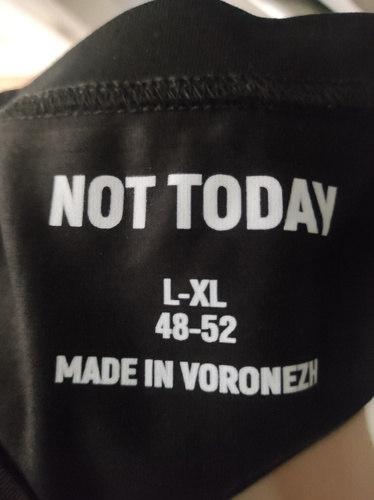 NOT TODAY
L-XL
48-52
MADE IN VORONEZH